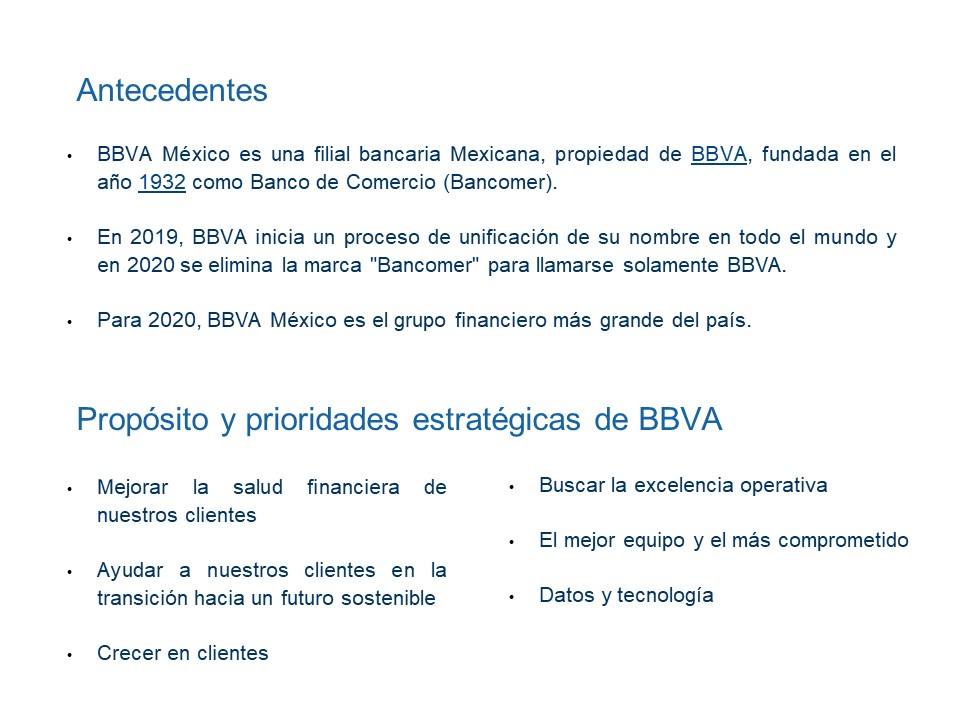 Antecedentes
• BBVA México es una filial bancaria Mexicana, propiedad de BBVA, fundada en el
año 1932 como Banco de Comercio (Bancomer).
• En 2019, BBVA inicia un proceso de unificación de su nombre en todo el mundo y
en 2020 se elimina la marca "Bancomer" para llamarse solamente BBVA.
• Para 2020, BBVA México es el grupo financiero más grande del país.
Propósito y prioridades estratégicas de BBVA
• Mejorar la salud financiera de
nuestros clientes
• Ayudar a nuestros clientes en la
transición hacia un futuro sostenible
• Crecer en clientes
• Buscar la excelencia operativa
• El mejor equipo y el más comprometido
• Datos y tecnología